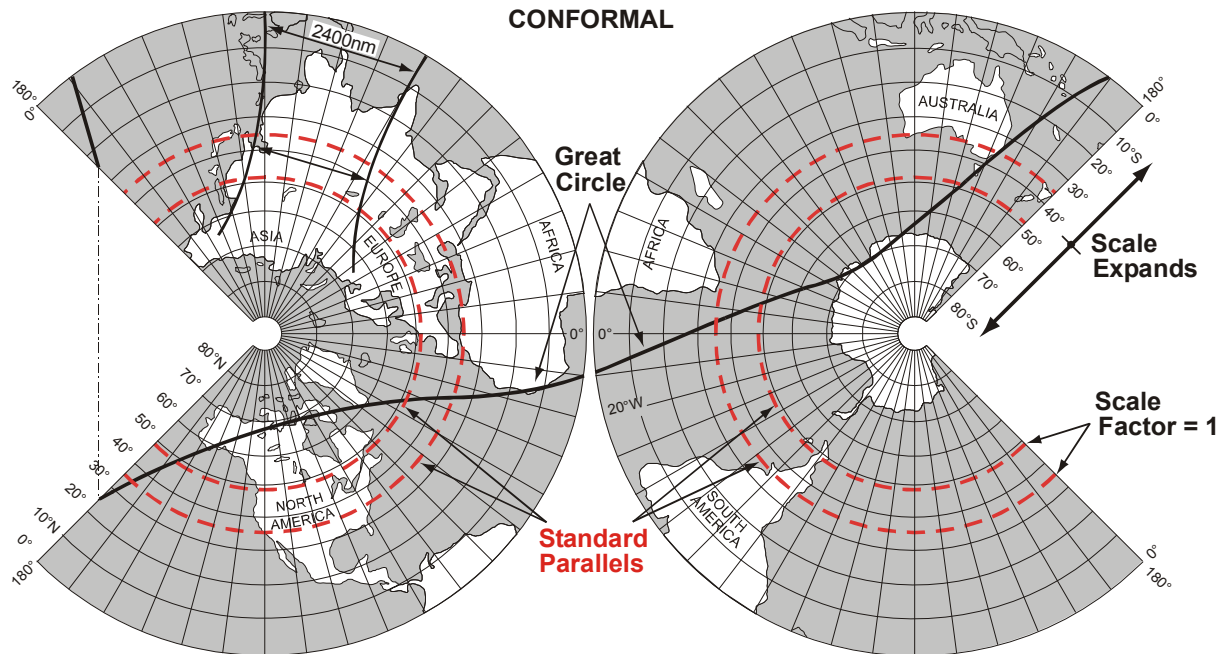 CONFORMAL
2400nm
180°
0°
ASIA
EUROPE
AFRICA
0°
80°N
70°
60°
50°
40°
30°
20°
10°N
0°
180°
NORTH
AMERICA
Great
Circle
Standard
Parallels
AUSTRALIA
AFRICA
0°
20°W
SOUTH
AMERICA
180°
0°
10°S
20°
30°
40°
50°
60°
70°
80°S
Scale
Expands
Scale
Factor = 1
0°
180°